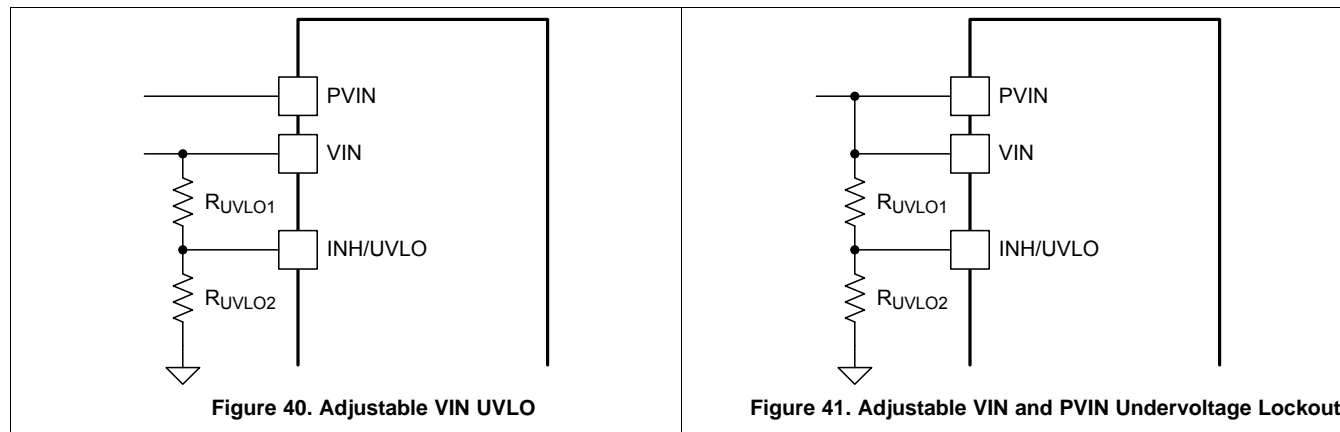 PVIN
VIN
RUVLO1
INH/UVLO
RUVLO2
Figure 40. Adjustable VIN UVLO
PVIN
VIN
RUVLO1
INH/UVLO
RUVLO2
Figure 41. Adjustable VIN and PVIN Undervoltage Lockout